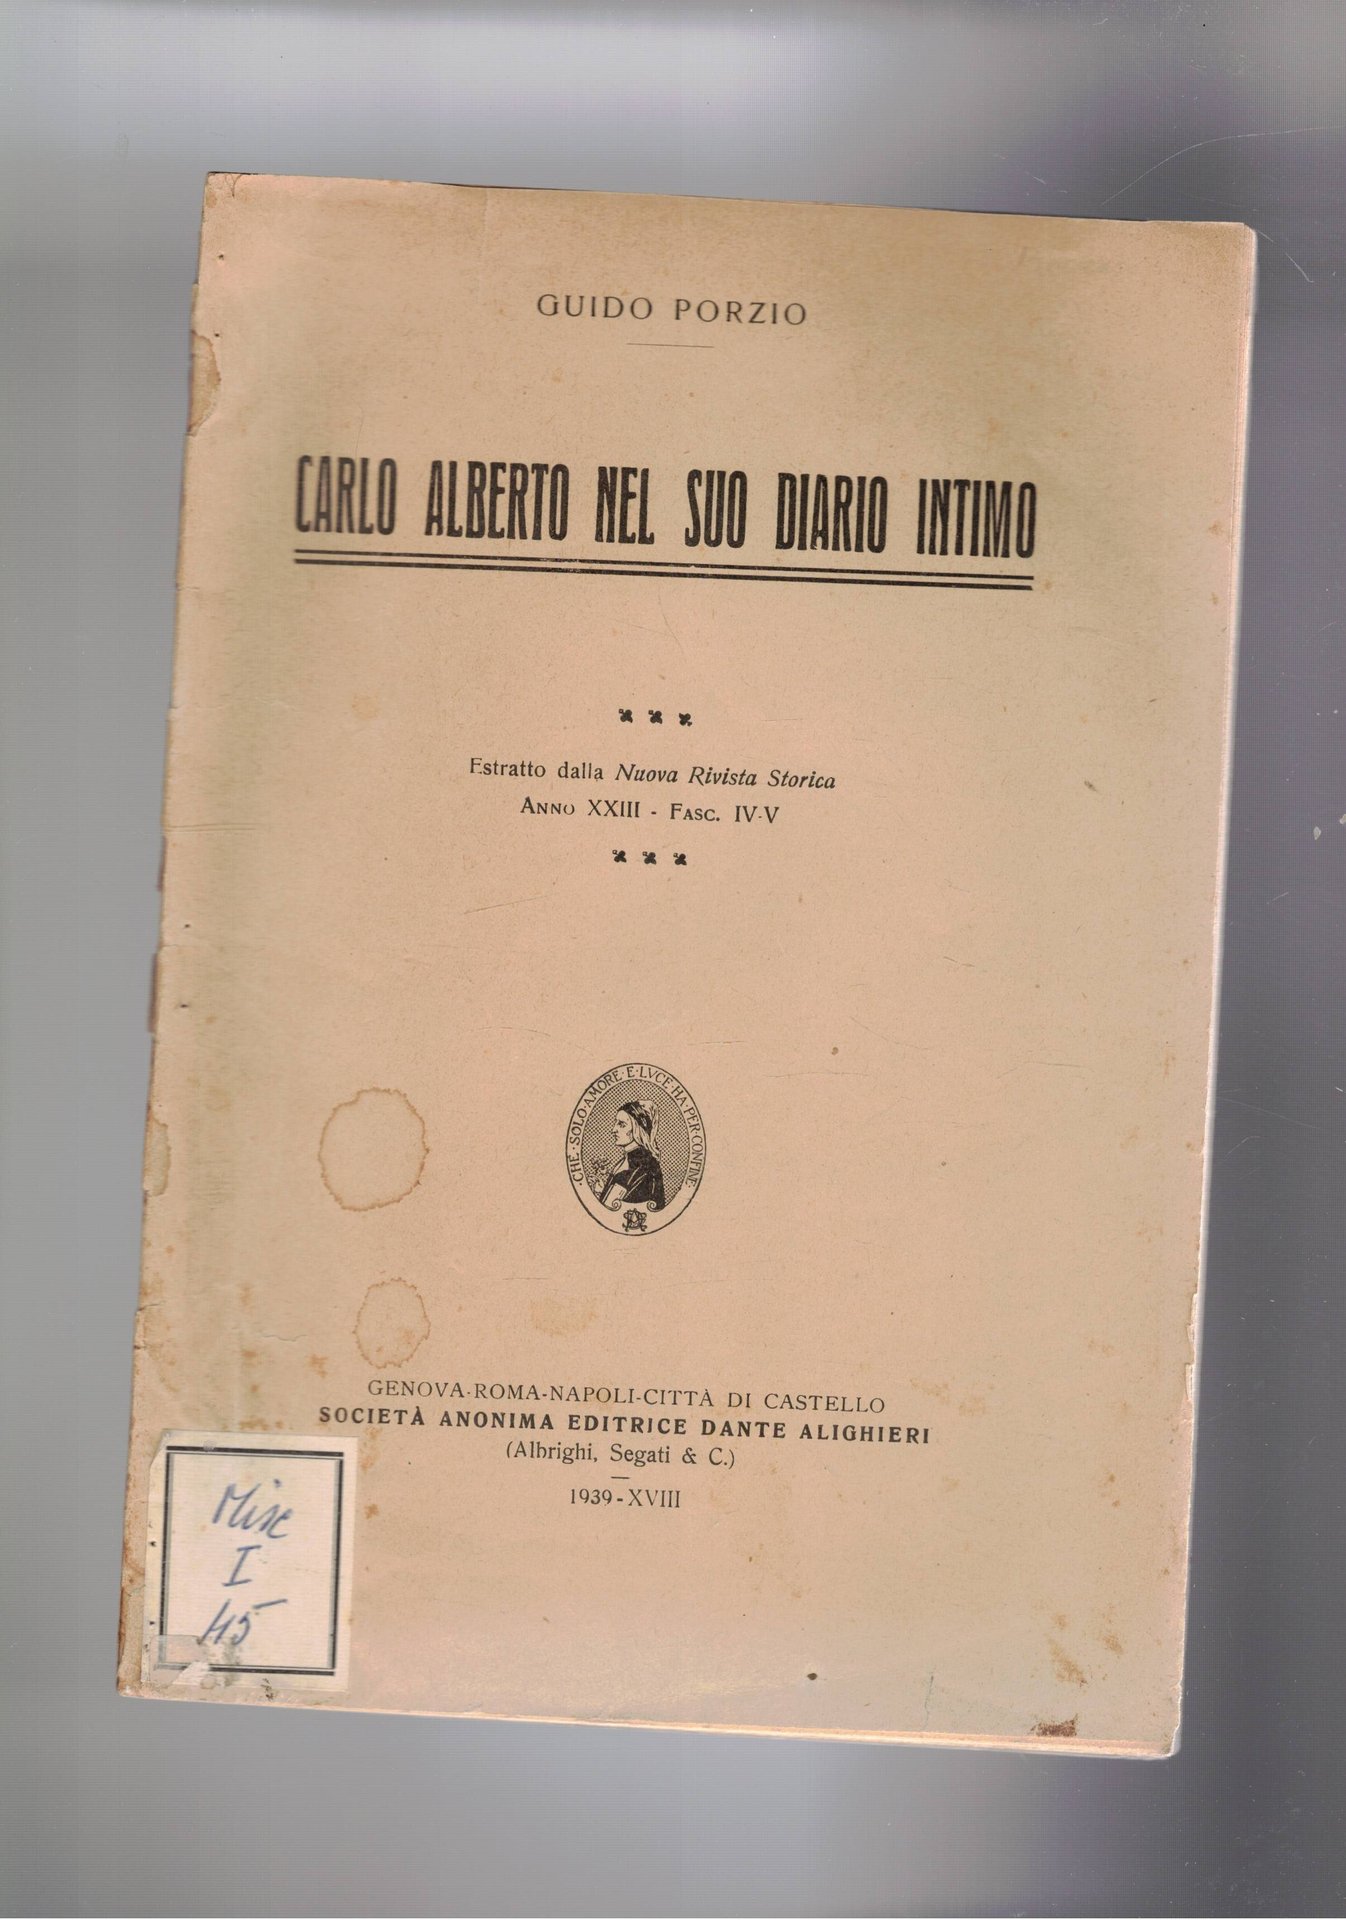 GUIDO PORZIO
CARLO ALBERTO NEL SUO DIARIO INTIMO
Estratto dalla Nuova Rivista Storica
ANNO XXIII - FASC. IV-V
·CHE·SOLO·AMORE·E·LVCE·HA·PER·CONFINE·
GENOVA-ROMA-NAPOLI-CITTÀ DI CASTELLO
SOCIETÀ ANONIMA EDITRICE DANTE ALIGHIERI
(Albrighi, Segati & C.)
1939-XVIII
Misc
I
45